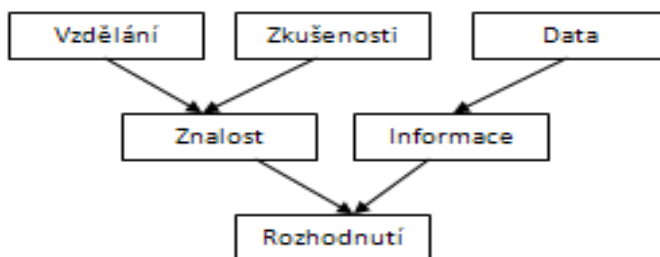 Vzdělání
Zkušenosti
Data
Znalost
Informace
Rozhodnutí